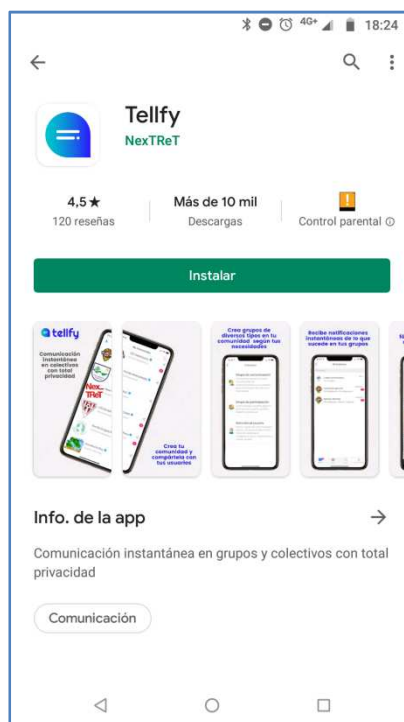 4G+ 18:24
Tellfy
NexTReT
4,5★
120 reseñas
Más de 10 mil
Descargas
Control parental
Instalar
tellfy
Comunicación
instantánea
en colectivos
con total
privacidad
Nex
TReT
Crea tu
comunidad y
compártela con
tus usuarios
Crea grupos de
diversos tipos en tu
comunidad según tus
necesidades
Recibe notificaciones
instantáneas de lo que
sucede en tus grupos
Info. de la app
Comunicación instantánea en grupos y colectivos con total
privacidad
Comunicación